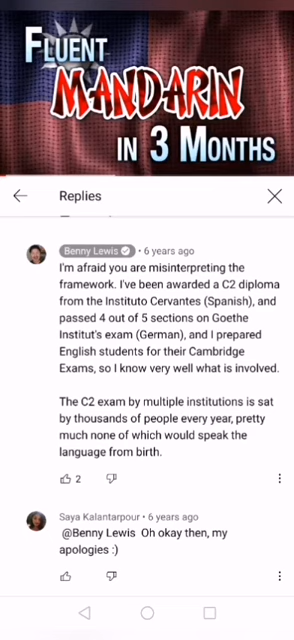 FLUENT
MANDARIN
IN 3 MONTHS
Replies
Benny Lewis • 6 years ago
I'm afraid you are misinterpreting the
framework. I've been awarded a C2 diploma
from the Instituto Cervantes (Spanish), and
passed 4 out of 5 sections on Goethe
Institut's exam (German), and I prepared
English students for their Cambridge
Exams, so I know very well what is involved.
The C2 exam by multiple institutions is sat
by thousands of people every year, pretty
much none of which would speak the
language from birth.
2
Saya Kalantarpour • 6 years ago
@Benny Lewis Oh okay then, my
apologies :)